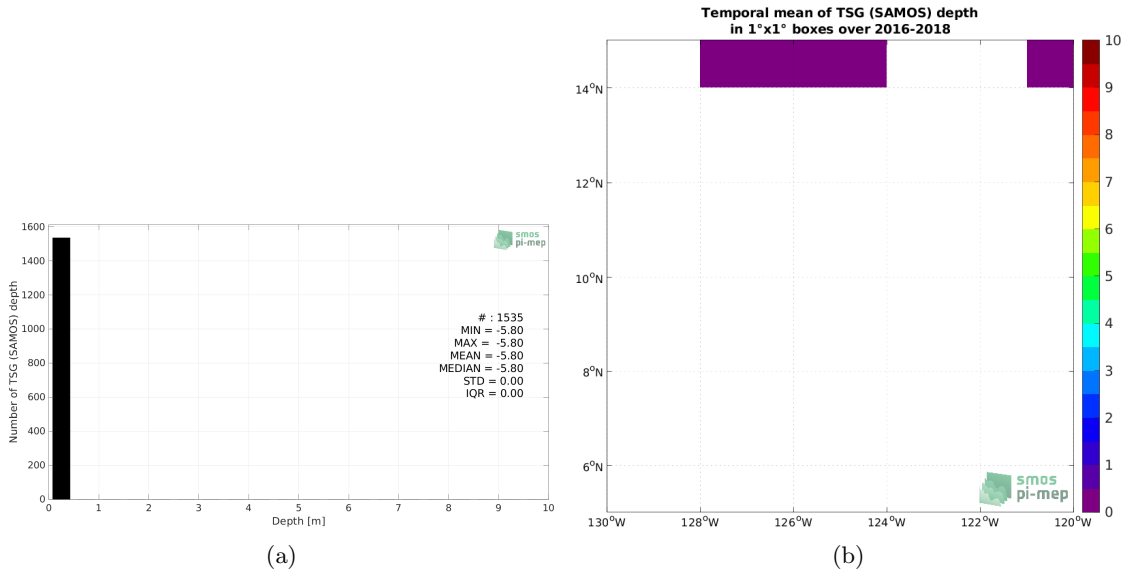 1600
1400
1200
1000
800
600
400
200
0
Number of TSG (SAMOS) depth
smos
pi-mep
# : 1535
MIN = -5.80
MAX = -5.80
MEAN = -5.80
MEDIAN = -5.80
STD = 0.00
IQR = 0.00
0 1 2 3 4 5 6 7 8 9 10
Depth [m]
(a)
Temporal mean of TSG (SAMOS) depth
in 1°x1° boxes over 2016-2018
14°N
12°N
10°N
8°N
6°N
130°W 128°W 126°W 124°W 122°W 120°W
smos
pi-mep
10
9
8
7
6
5
4
3
2
1
0
(b)